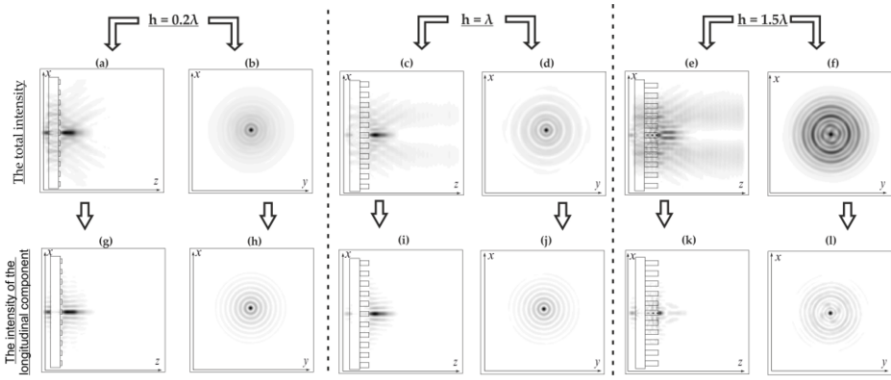 h = 0.2λ
h = λ
h = 1.5λ
(a)
(b)
(c)
(d)
(e)
(f)
The total intensity
x
z
x
y
x
z
x
y
x
z
x
y
(g)
(h)
(i)
(j)
(k)
(l)
The intensity of the
longitudinal component
x
z
x
y
x
z
x
y
x
z
x
y